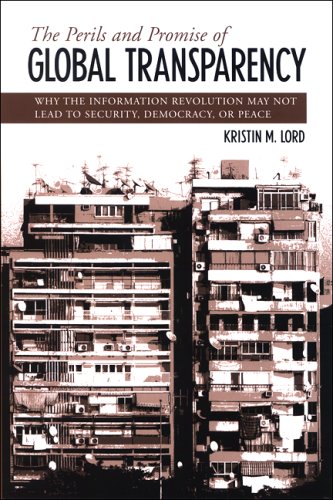 The Perils and Promise of
GLOBAL TRANSPARENCY
WHY THE INFORMATION REVOLUTION MAY NOT
LEAD TO SECURITY, DEMOCRACY, OR PEACE
KRISTIN M. LORD